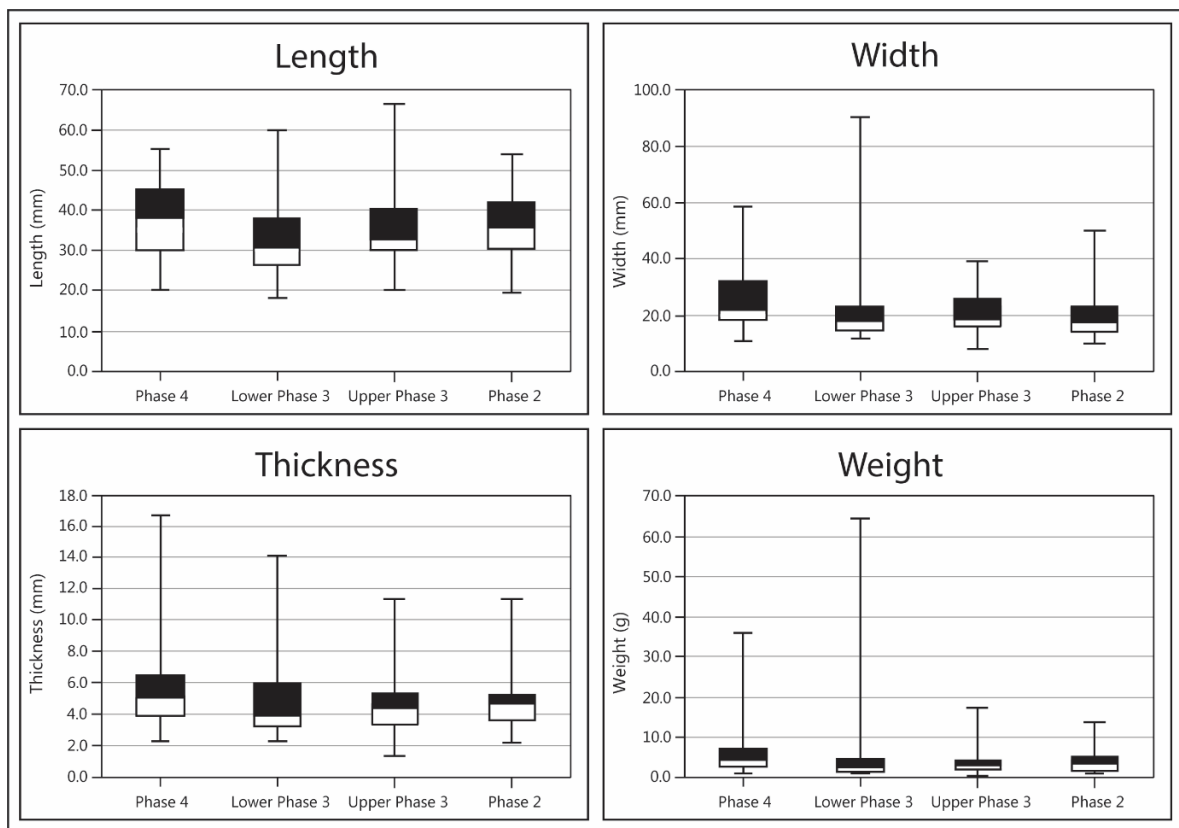 Length
Length (mm)
70.0
60.0
50.0
40.0
30.0
20.0
10.0
0.0
Phase 4 Lower Phase 3 Upper Phase 3 Phase 2
Width
Width (mm)
100.0
80.0
60.0
40.0
20.0
0.0
Phase 4 Lower Phase 3 Upper Phase 3 Phase 2
Thickness
Thickness (mm)
18.0
16.0
14.0
12.0
10.0
8.0
6.0
4.0
2.0
0.0
Phase 4 Lower Phase 3 Upper Phase 3 Phase 2
Weight
Weight (g)
70.0
60.0
50.0
40.0
30.0
20.0
10.0
0.0
Phase 4 Lower Phase 3 Upper Phase 3 Phase 2